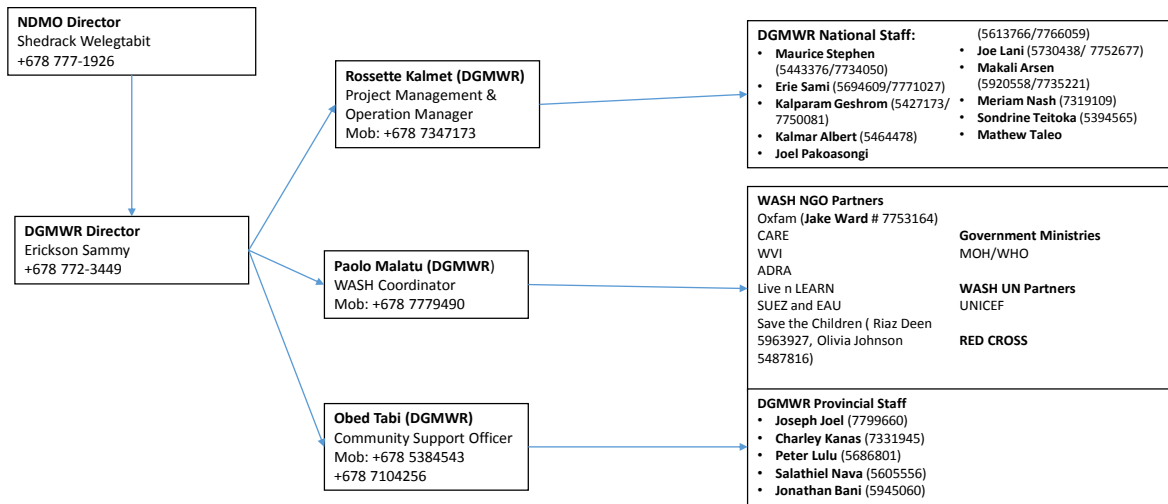 NDMO Director
Shedrack Welegtabit
+678 777-1926
DGMWR Director
Erickson Sammy
+678 772-3449
Rossette Kalmet (DGMWR)
Project Management &
Operation Manager
Mob: +678 7347173
Paolo Malatu (DGMWR)
WASH Coordinator
Mob: +678 7779490
Obed Tabi (DGMWR)
Community Support Officer
Mob: +678 5384543
+678 7104256
DGMWR National Staff:
• Maurice Stephen
(5443376/7734050)
• Erie Sami (5694609/7771027)
• Kalparam Geshrom (5427173/
7750081)
• Kalmar Albert (5464478)
• Joel Pakoasongi
(5613766/7766059)
• Joe Lani (5730438/ 7752677)
• Makali Arsen
(5920558/7735221)
• Meriam Nash (7319109)
• Sondrine Teitoka (5394565)
• Mathew Taleo
WASH NGO Partners
Oxfam (Jake Ward # 7753164)
CARE
WVI
ADRA
Live n LEARN
SUEZ and EAU
Save the Children ( Riaz Deen
5963927, Olivia Johnson
5487816)
Government Ministries
MOH/WHO
WASH UN Partners
UNICEF
RED CROSS
DGMWR Provincial Staff
• Joseph Joel (7799660)
• Charley Kanas (7331945)
• Peter Lulu (5686801)
• Salathiel Nava (5605556)
• Jonathan Bani (5945060)